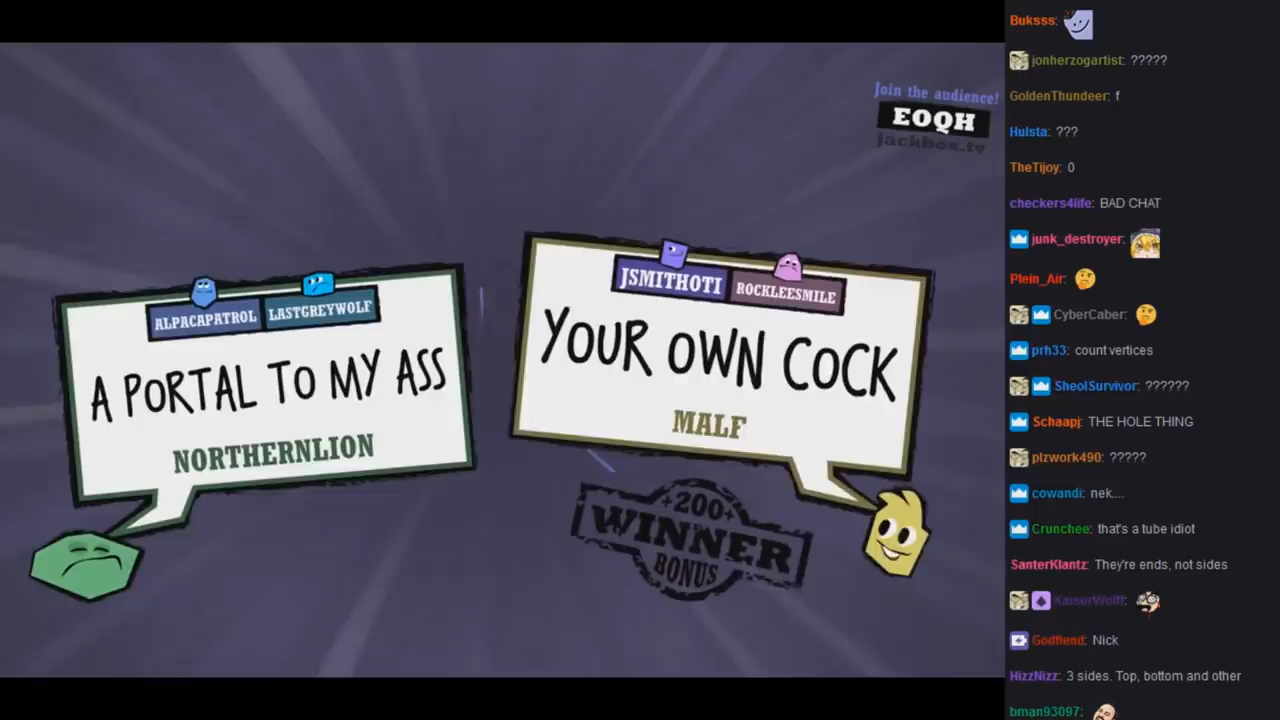 Join the audience!
EOQH
jackbox.tv
ALPACAPATROL LASTGREYWOLF
A PORTAL TO MY ASS
NORTHERNLION
JSMITHOTI ROCKLEESMILE
YOUR OWN COCK
MALF
+200+
WINNER
BONUS
Buksss:
jonherzogartist: ?????
GoldenThundeer: f
Hulsta: ???
TheTijoy: 0
checkers4life: BAD CHAT
junk_destroyer:
Plein_Air:
CyberCaber:
prh33: count vertices
SheolSurvivor: ??????
Schaapj: THE HOLE THING
plzwork490: ?????
cowandi: nek....
Crunchee: that's a tube idiot
SanterKlantz: They're ends, not sides
KaiserWolff:
Godfiend: Nick
HizzNizz: 3 sides. Top, bottom and other
bman93097: